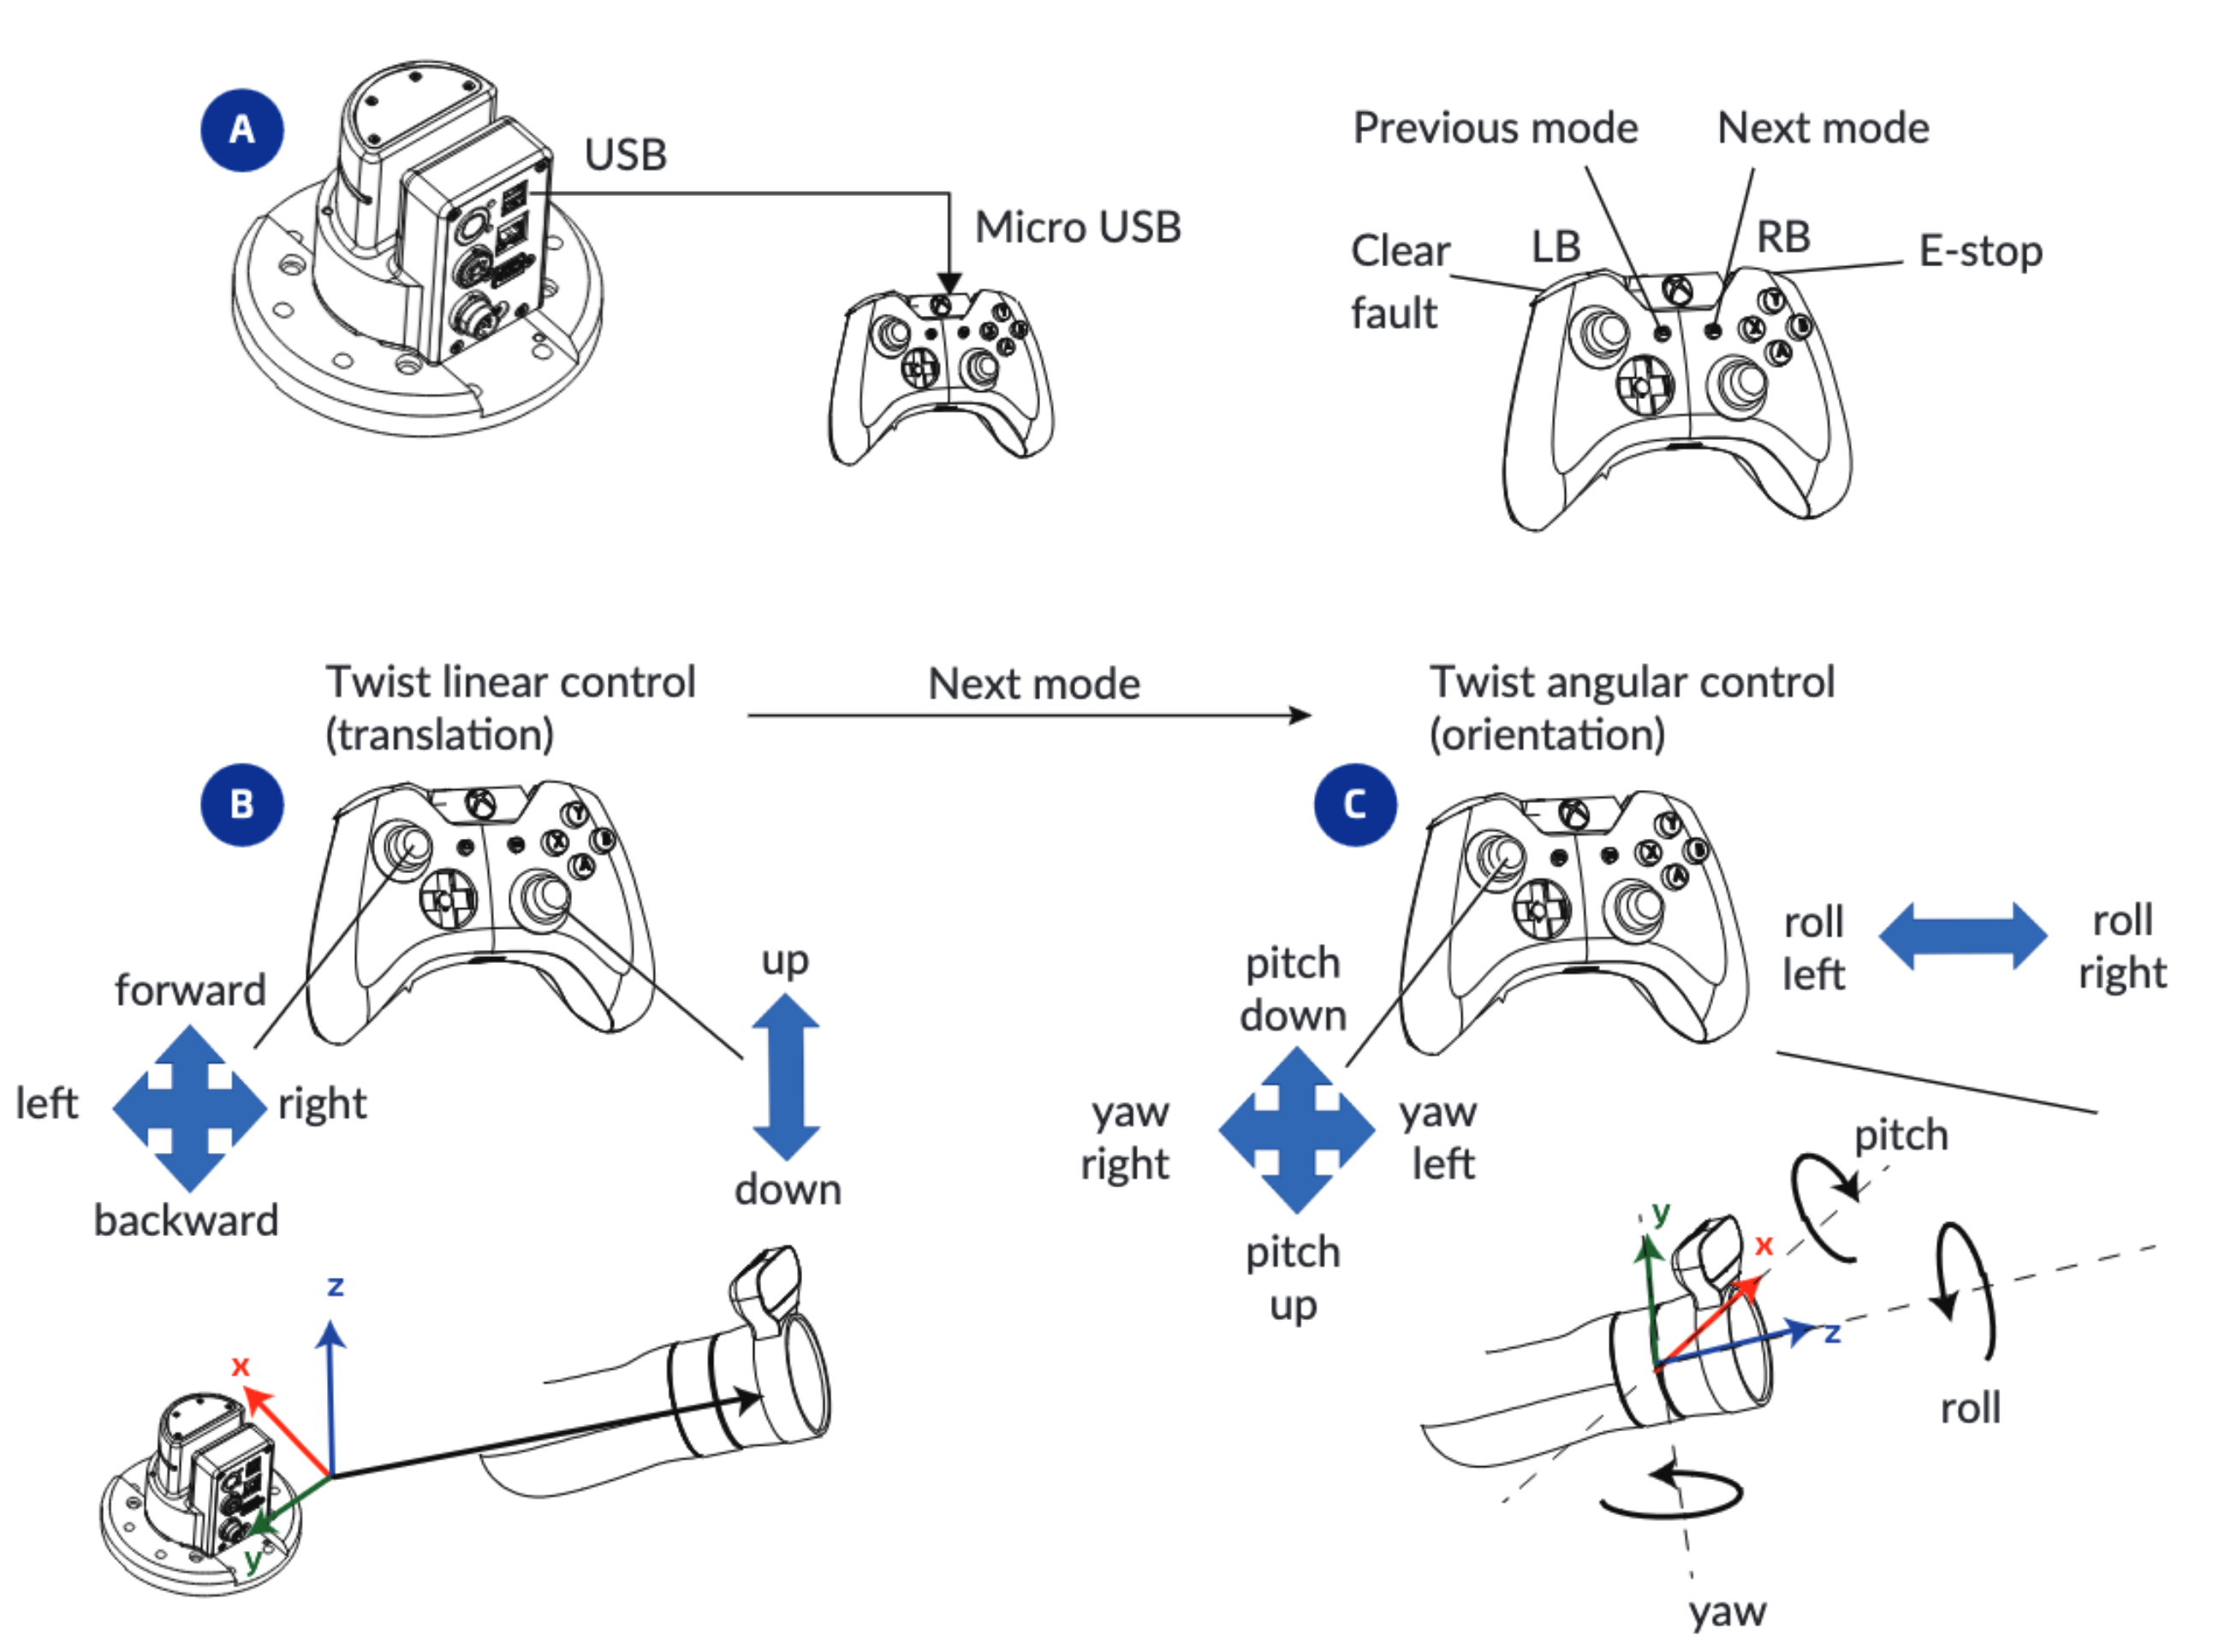 A
USB
Micro USB
Previous mode
Next mode
Clear
fault
LB
RB
E-stop
Y
X
B
A
Y
X
B
A
Twist linear control
(translation)
Next mode
Twist angular control
(orientation)
B
Y
X
B
A
forward
left
right
backward
up
down
C
Y
X
B
A
pitch
down
yaw
right
yaw
left
pitch
up
roll
left
roll
right
z
x
y
pitch
y
x
z
roll
yaw